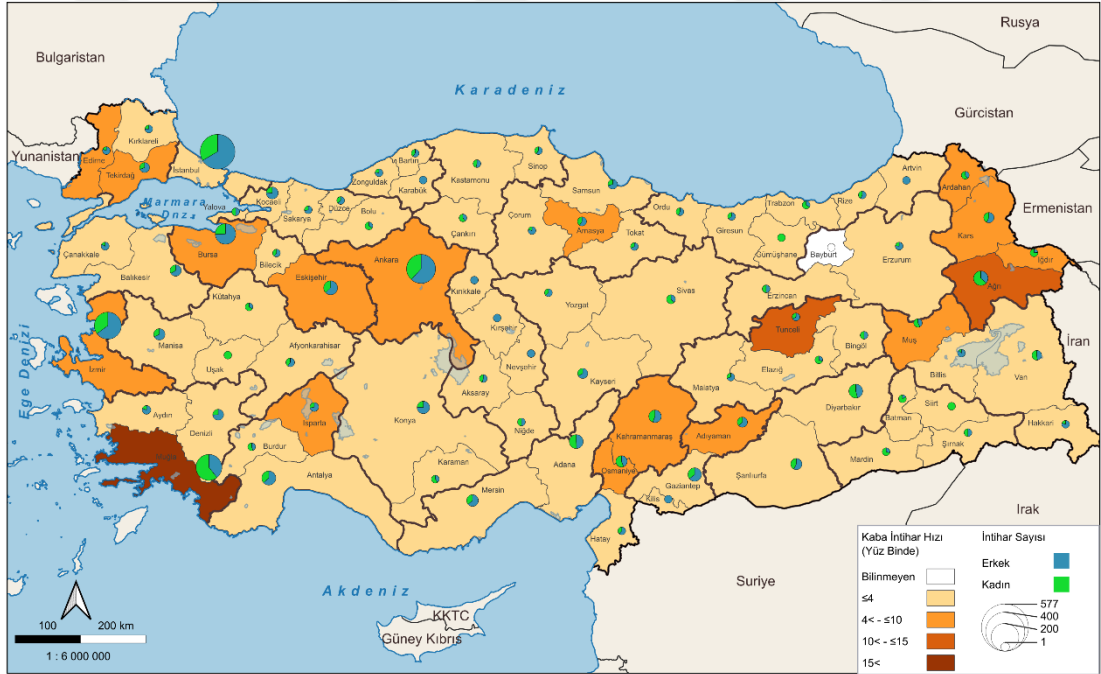 Rusya
Bulgaristan
Karadeniz
Gürcistan
Yunanistan
Ermenistan
İran
Irak
Suriye
KKTC
Güney Kıbrıs
Akdeniz
Ege Denizi
Marmara
Dnz
Kırklareli
Edirne
Tekirdağ
İstanbul
Yalova
Kocaeli
Sakarya
Düzce
Bolu
Zonguldak
Bartın
Karabük
Kastamonu
Sinop
Çankırı
Çorum
Samsun
Amasya
Tokat
Ordu
Giresun
Trabzon
Gümüşhane
Rize
Artvin
Ardahan
Kars
Iğdır
Ağrı
Bayburt
Erzurum
Erzincan
Çanakkale
Balıkesir
Bursa
Bilecik
Kütahya
Eskişehir
Ankara
Kırıkkale
Kırşehir
Yozgat
Sivas
Tunceli
Bingöl
Muş
Bitlis
Van
İzmir
Manisa
Uşak
Afyonkarahisar
Aksaray
Nevşehir
Kayseri
Malatya
Elazığ
Diyarbakır
Batman
Siirt
Şırnak
Hakkari
Aydın
Denizli
Muğla
Burdur
Isparta
Antalya
Konya
Karaman
Niğde
Mersin
Adana
Kahramanmaraş
Osmaniye
Adıyaman
Gaziantep
Kilis
Şanlıurfa
Mardin
Hatay
100 200 km
1 : 6 000 000
Kaba İntihar Hızı
(Yüz Binde)
Bilinmeyen
≤4
4< - ≤10
10< - ≤15
15<
İntihar Sayısı
Erkek
Kadın
577
400
200
1